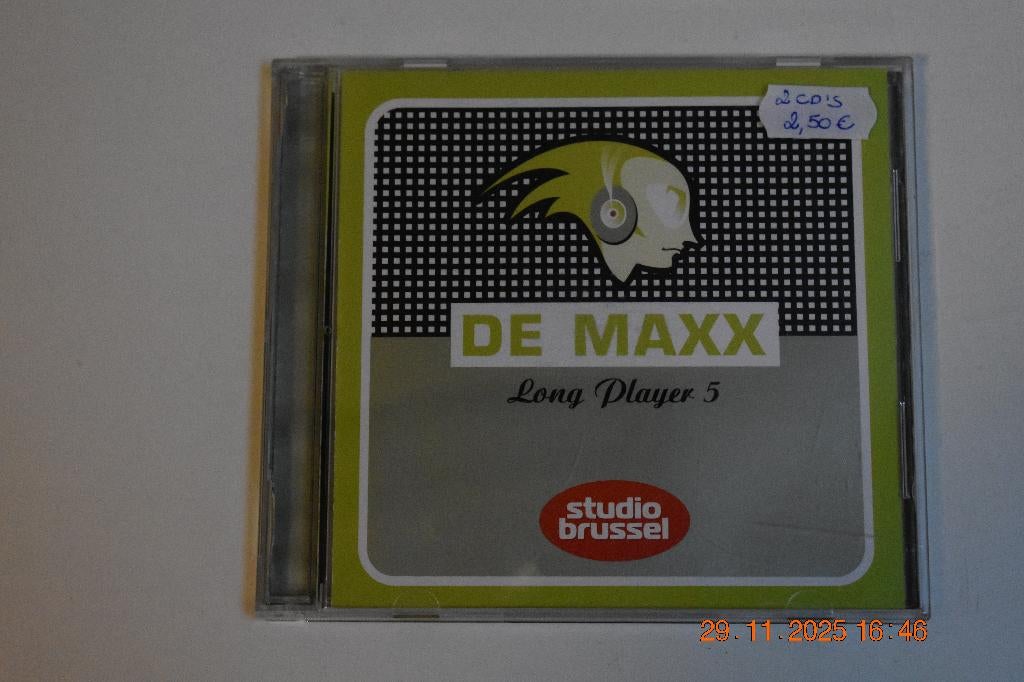 2 CD'S
2,50 €
DE MAXX
Long Player 5
studio
brussel
29.11.2025 16:46